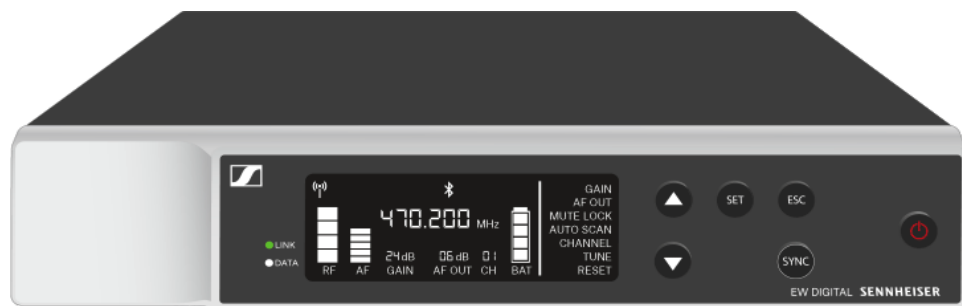 470.200 MHz
24 dB 06 dB 01
RF AF GAIN AF OUT CH BAT
GAIN
AF OUT
MUTE LOCK
AUTO SCAN
CHANNEL
TUNE
RESET
LINK
DATA
SET
ESC
SYNC
EW DIGITAL SENNHEISER